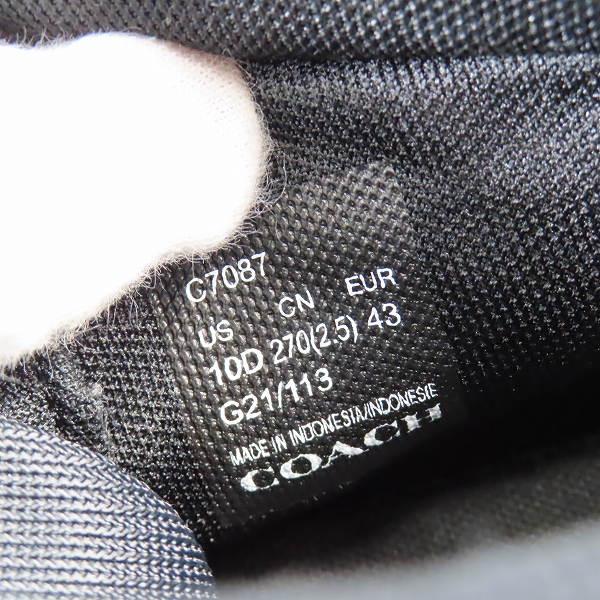 C7087
US CN EUR
10D 270(2.5) 43
G21/113
MADE IN INDONESIA/INDONESIE
COACH